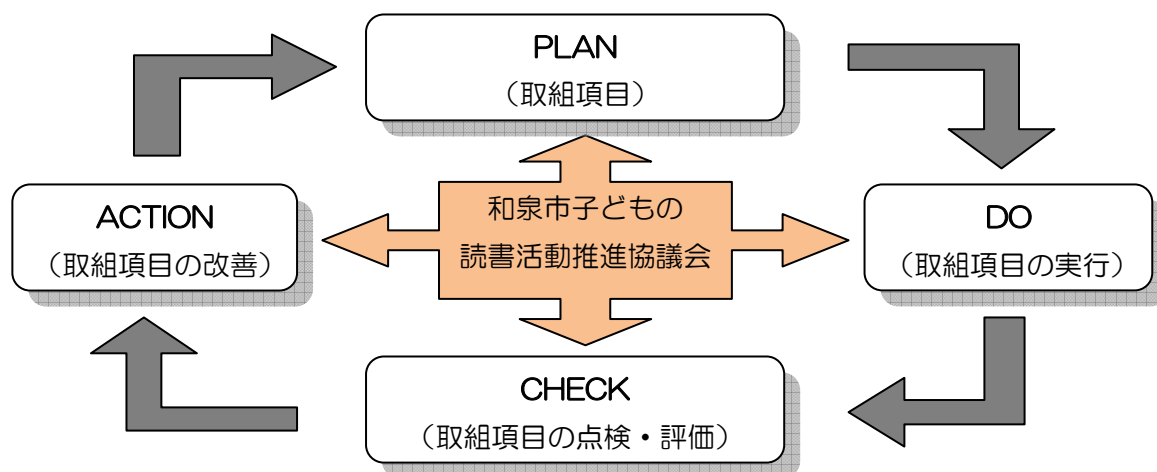 PLAN
（取組項目）
ACTION
（取組項目の改善）
和泉市子どもの
読書活動推進協議会
DO
（取組項目の実行）
CHECK
（取組項目の点検・評価）